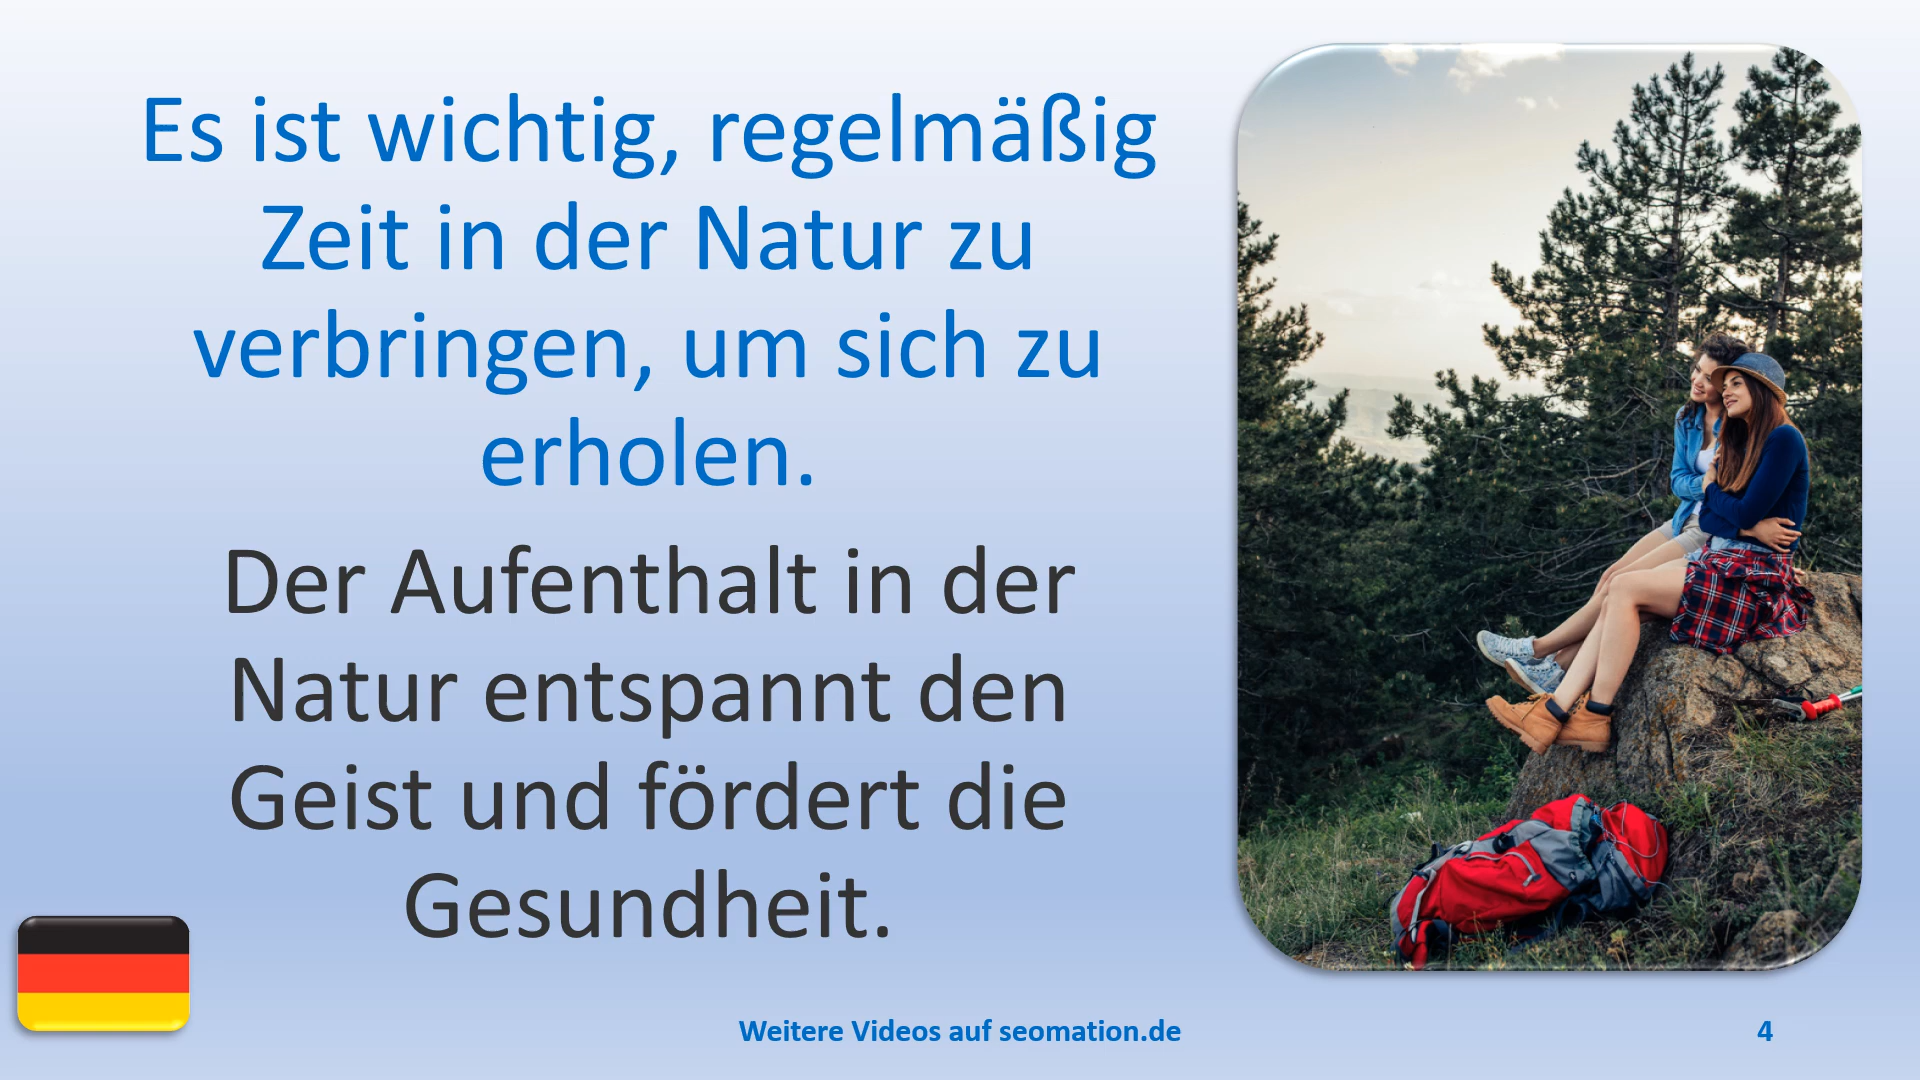 Es ist wichtig, regelmäßig
Zeit in der Natur zu
verbringen, um sich zu
erholen.
Der Aufenthalt in der
Natur entspannt den
Geist und fördert die
Gesundheit.
Weitere Videos auf seomation.de
4